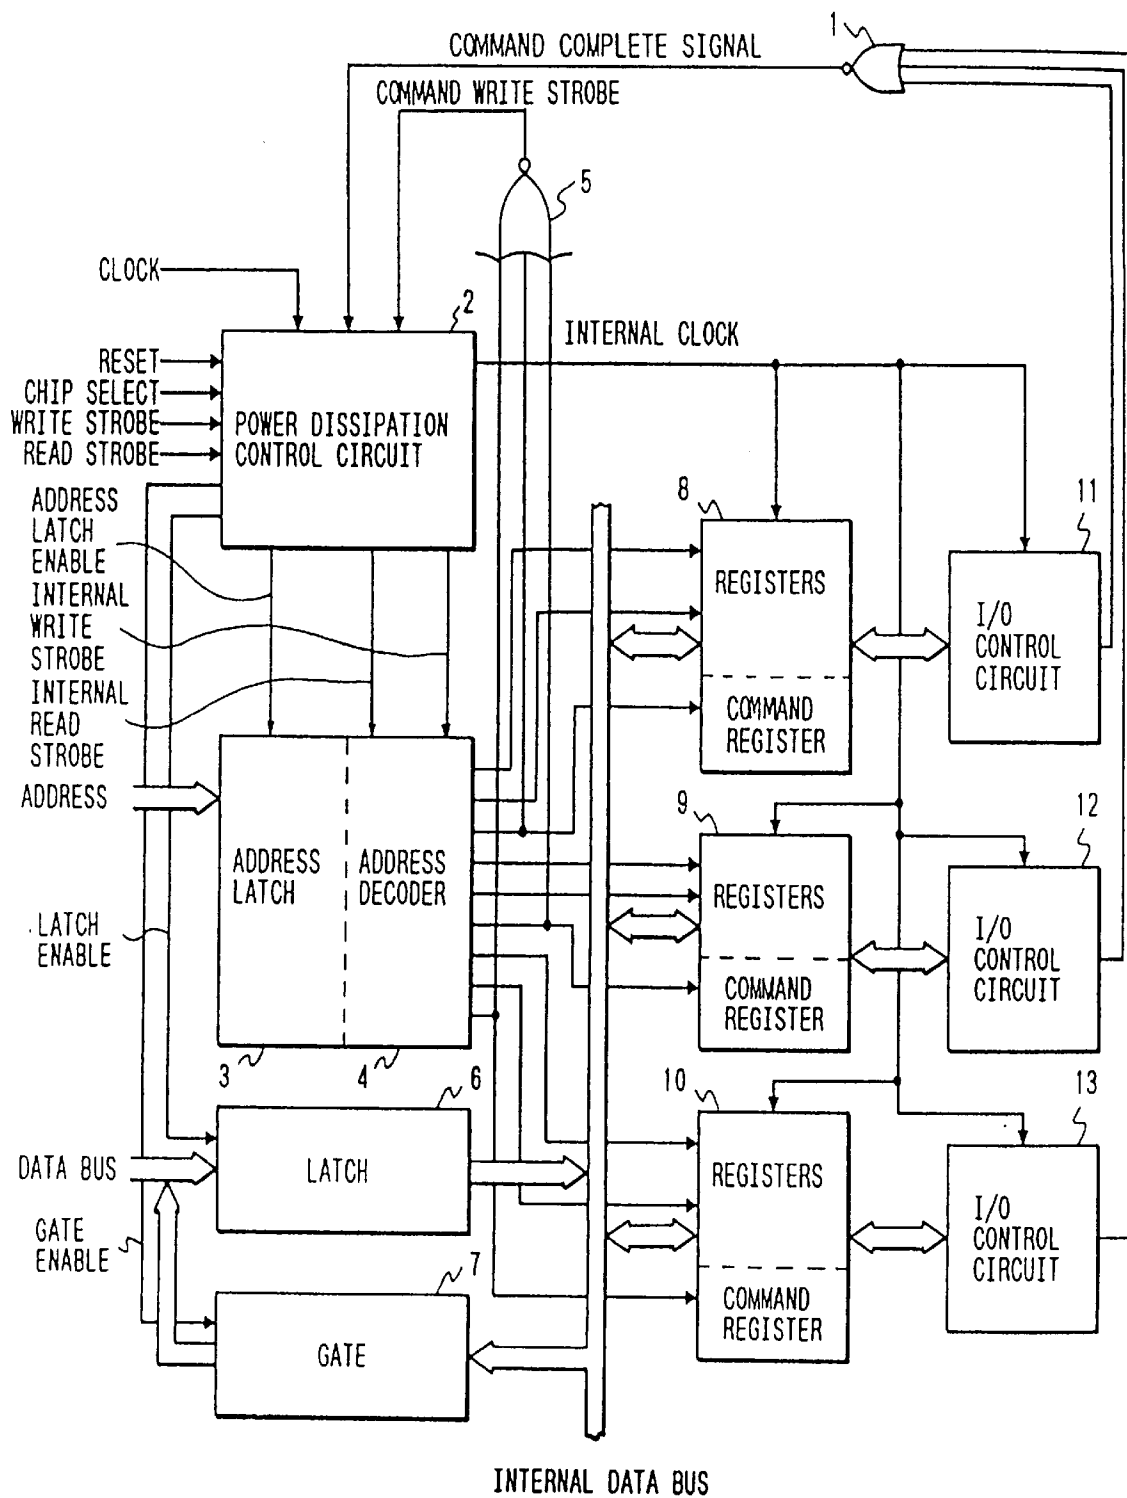 1
COMMAND COMPLETE SIGNAL
COMMAND WRITE STROBE
5
CLOCK
2
INTERNAL CLOCK
RESET
CHIP SELECT
WRITE STROBE
READ STROBE
POWER DISSIPATION
CONTROL CIRCUIT
ADDRESS
LATCH
ENABLE
INTERNAL
WRITE
STROBE
INTERNAL
READ
STROBE
ADDRESS
8
REGISTERS
COMMAND
REGISTER
11
I/O
CONTROL
CIRCUIT
ADDRESS
LATCH
ADDRESS
DECODER
3
4
9
REGISTERS
COMMAND
REGISTER
12
I/O
CONTROL
CIRCUIT
LATCH
ENABLE
6
LATCH
DATA BUS
GATE
ENABLE
7
GATE
10
REGISTERS
COMMAND
REGISTER
13
I/O
CONTROL
CIRCUIT
INTERNAL DATA BUS